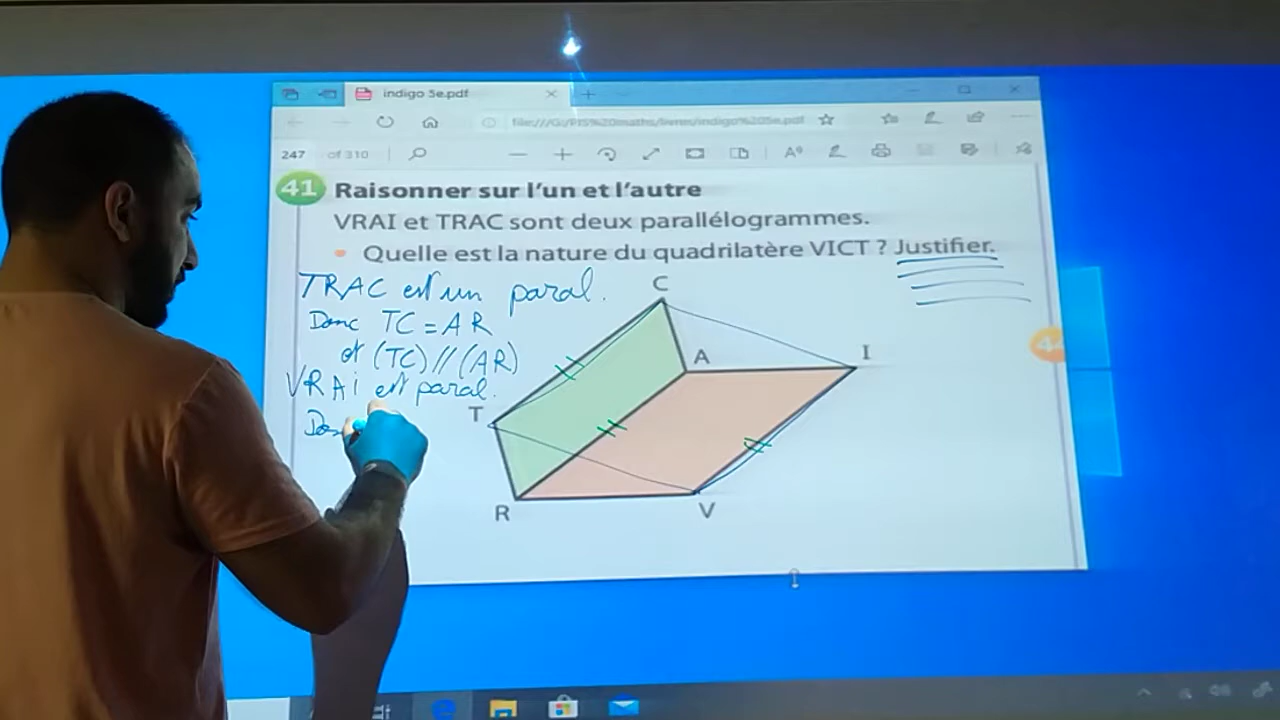 indigo 5e.pdf
247 of 310
41 Raisonner sur l'un et l'autre
VRAI et TRAC sont deux parallélogrammes.
Quelle est la nature du quadrilatère VICT ? Justifier.
TRAC est un paral.
Donc TC = AR
et (TC) // (AR)
VRAi est paral.
C
A
I
T
R
V